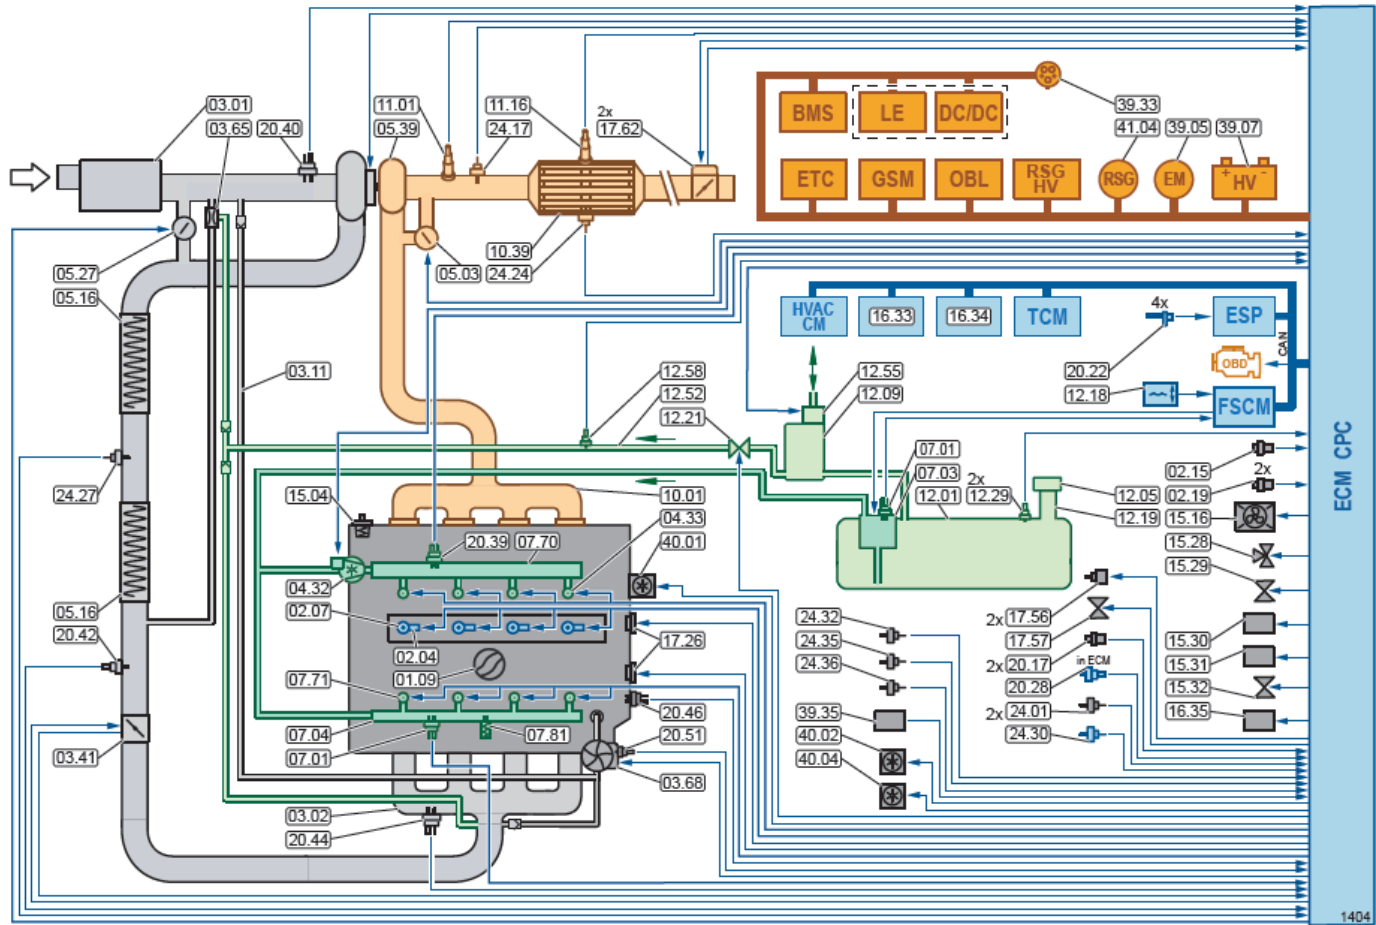 03.01
03.65
20.40
11.01
05.39
11.16
24.17
2x
17.62
BMS
LE
DC/DC
39.33
41.04
39.05
39.07
ETC
GSM
OBL
RSG
HV
RSG
EM
+ -
HV
ECM CPC
05.27
05.16
10.39
05.03
24.24
HVAC
CM
16.33
16.34
TCM
4x
ESP
CAN
OBD
20.22
12.18
FSCM
03.11
12.58
12.52
12.21
12.55
12.09
07.01
07.03
12.01
2x
12.29
12.05
12.19
02.15
2x
02.19
15.16
15.28
15.29
15.30
15.31
15.32
16.35
24.27
15.04
10.01
04.33
20.39
07.70
40.01
04.32
02.07
02.04
01.09
17.26
05.16
20.42
07.71
07.04
07.01
07.81
20.46
20.51
03.68
03.41
03.02
20.44
24.32
24.35
24.36
39.35
40.02
40.04
2x
17.56
17.57
2x
20.17
in ECM
20.28
2x
24.01
24.30
1404